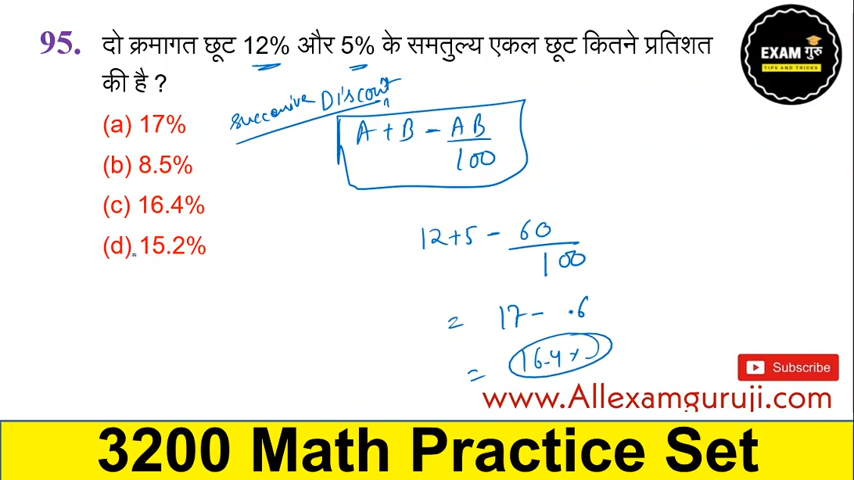 95. दो क्रमागत छूट 12% और 5% के समतुल्य एकल छूट कितने प्रतिशत
की है ?
EXAM गुरु
TIPS AND TRICKS
successive Discount
(a) 17%
A + B - AB/100
(b) 8.5%
(c) 16.4%
12+5 - 60/100
(d) 15.2%
= 17 - .6
= 16.4%
Subscribe
www.Allexamguruji.com
3200 Math Practice Set